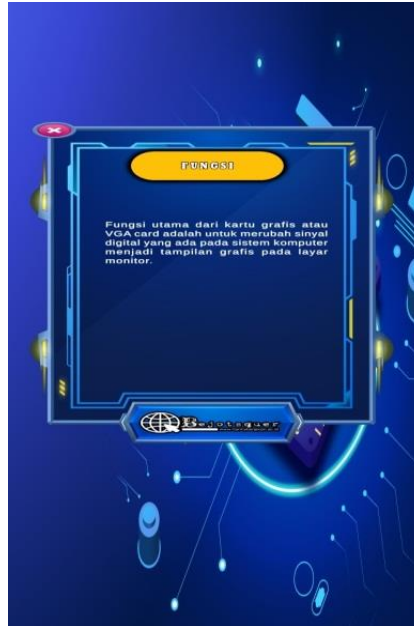 FUNGSI
Fungsi utama dari kartu grafis atau
VGA card adalah untuk merubah sinyal
digital yang ada pada sistem komputer
menjadi tampilan grafis pada layar
monitor.
Bejotsquer